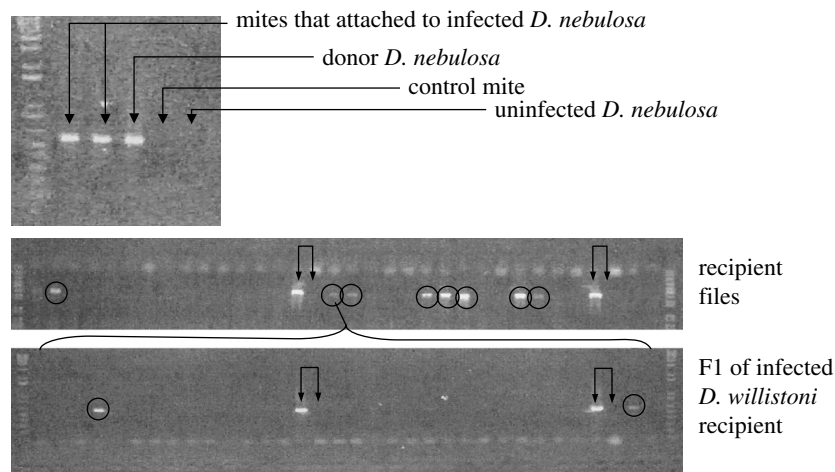 mites that attached to infected D. nebulosa
donor D. nebulosa
control mite
uninfected D. nebulosa
recipient
files
F1 of infected
D. willistoni
recipient